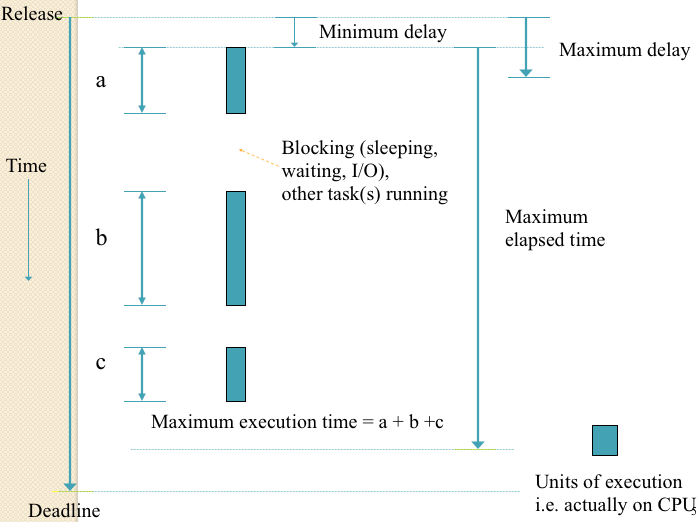 Release
Minimum delay
Maximum delay
a
Blocking (sleeping,
waiting, I/O),
other task(s) running
Time
Maximum
elapsed time
b
c
Maximum execution time = a + b +c
Units of execution
i.e. actually on CPU
Deadline